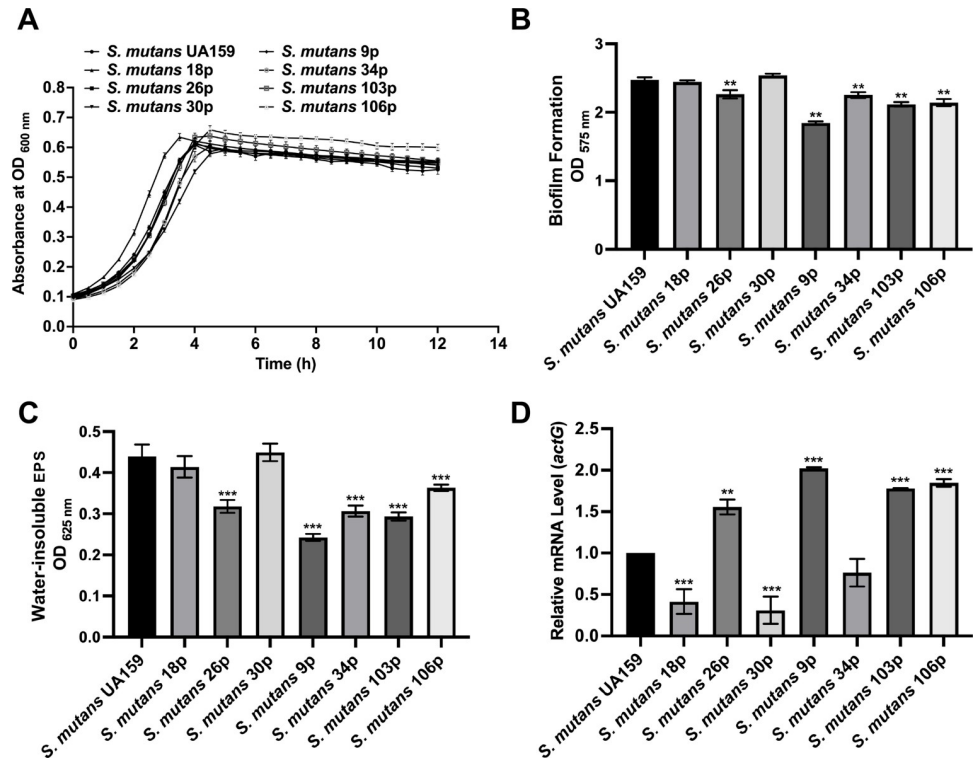 A
S. mutans UA159
S. mutans 18p
S. mutans 26p
S. mutans 30p
S. mutans 9p
S. mutans 34p
S. mutans 103p
S. mutans 106p
Absorbance at OD 600 nm
0.8
0.7
0.6
0.5
0.4
0.3
0.2
0.1
0.0
0 2 4 6 8 10 12 14
Time (h)
B
Biofilm Formation
OD 575 nm
3
2
1
0
** ** ** ** **
S. mutans UA159
S. mutans 18p
S. mutans 26p
S. mutans 30p
S. mutans 9p
S. mutans 34p
S. mutans 103p
S. mutans 106p
C
Water-insoluble EPS
OD 625 nm
0.5
0.4
0.3
0.2
0.1
0.0
*** *** *** *** ***
S. mutans UA159
S. mutans 18p
S. mutans 26p
S. mutans 30p
S. mutans 9p
S. mutans 34p
S. mutans 103p
S. mutans 106p
D
Relative mRNA Level (actG)
2.5
2.0
1.5
1.0
0.5
0.0
*** ** *** *** *** ***
S. mutans UA159
S. mutans 18p
S. mutans 26p
S. mutans 30p
S. mutans 9p
S. mutans 34p
S. mutans 103p
S. mutans 106p